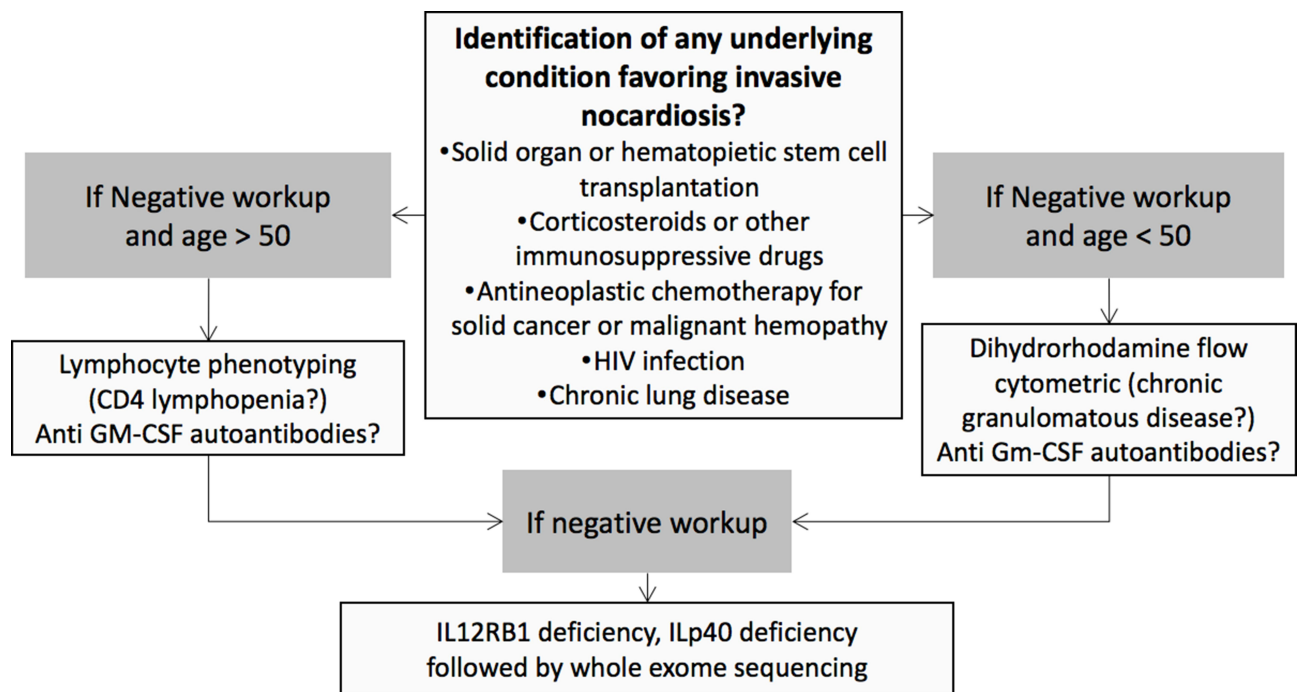 Identification of any underlying
condition favoring invasive
nocardiosis?
•Solid organ or hematopietic stem cell
transplantation
•Corticosteroids or other
immunosuppressive drugs
•Antineoplastic chemotherapy for
solid cancer or malignant hemopathy
•HIV infection
•Chronic lung disease
If Negative workup
and age > 50
If Negative workup
and age < 50
Lymphocyte phenotyping
(CD4 lymphopenia?)
Anti GM-CSF autoantibodies?
Dihydrorhodamine flow
cytometric (chronic
granulomatous disease?)
Anti Gm-CSF autoantibodies?
If negative workup
IL12RB1 deficiency, ILp40 deficiency
followed by whole exome sequencing